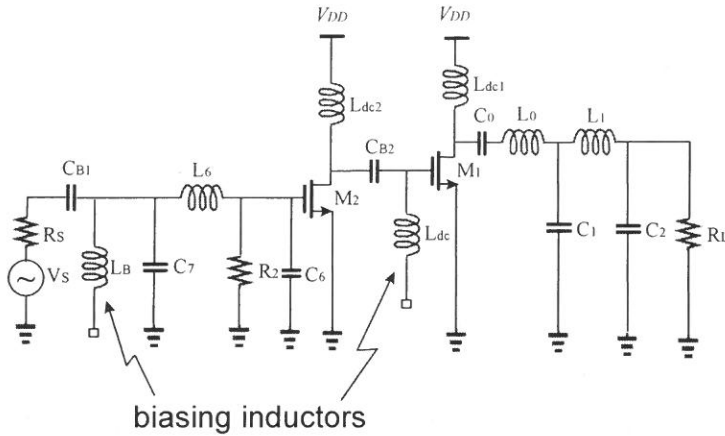 VDD VDD
Ldc2 Ldc1
C0 L0 L1
CB1 L6 CB2
M2 M1
RS Ldc
VS LB C7 R2 C6 C1 C2 RL
biasing inductors